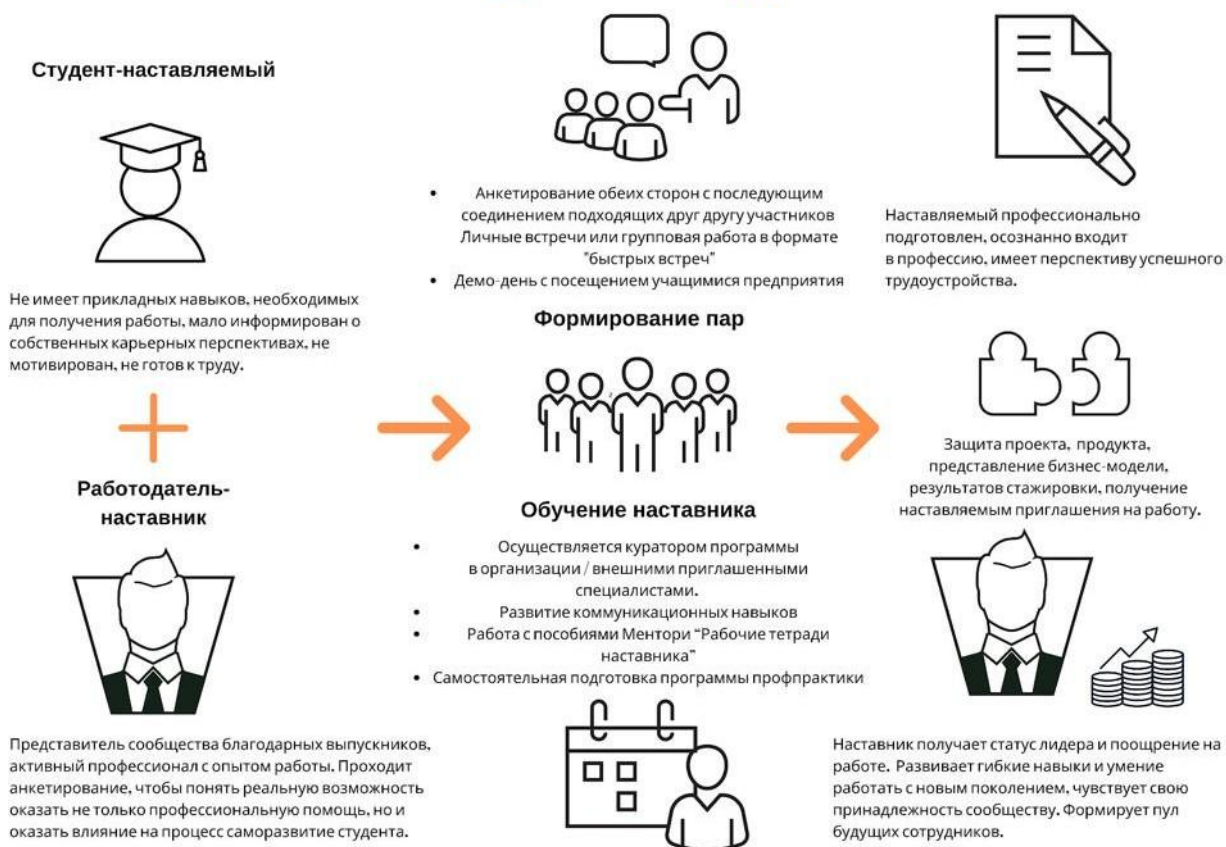 Студент-наставляемый
Не имеет прикладных навыков, необходимых
для получения работы, мало информирован о
собственных карьерных перспективах, не
мотивирован, не готов к труду.
Работодатель-
наставник
Представитель сообщества благодарных выпускников,
активный профессионал с опытом работы. Проходит
анкетирование, чтобы понять реальную возможность
оказать не только профессиональную помощь, но и
оказать влияние на процесс саморазвитие студента.
• Анкетирование обеих сторон с последующим
соединением подходящих друг другу участников
Личные встречи или групповая работа в формате
"быстрых встреч"
• Демо-день с посещением учащимися предприятия
Формирование пар
Обучение наставника
• Осуществляется куратором программы
в организации / внешними приглашенными
специалистами.
• Развитие коммуникационных навыков
• Работа с пособиями Ментори “Рабочие тетради
наставника”
• Самостоятельная подготовка программы профпрактики
Наставляемый профессионально
подготовлен, осознанно входит
в профессию, имеет перспективу успешного
трудоустройства.
Защита проекта, продукта,
представление бизнес-модели,
результатов стажировки, получение
наставляемым приглашения на работу.
Наставник получает статус лидера и поощрение на
работе. Развивает гибкие навыки и умение
работать с новым поколением, чувствует свою
принадлежность сообществу. Формирует пул
будущих сотрудников.